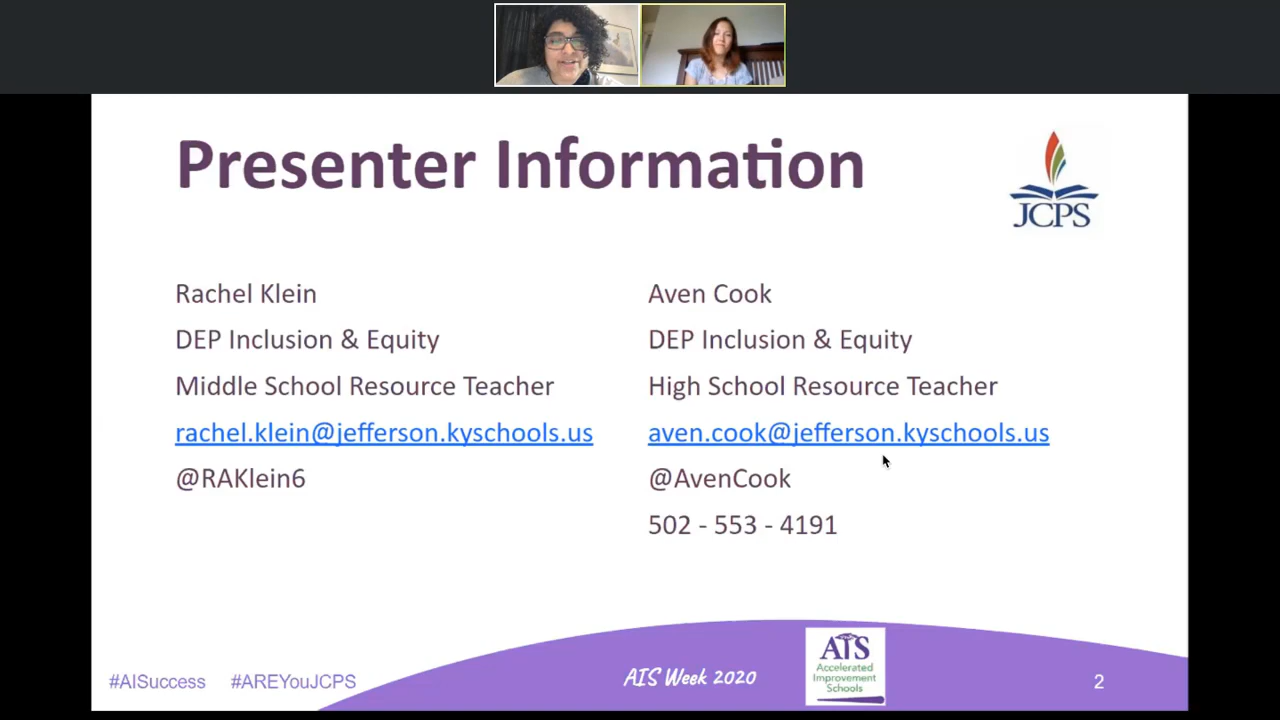 Presenter Information
JCPS
Rachel Klein
DEP Inclusion & Equity
Middle School Resource Teacher
rachel.klein@jefferson.kyschools.us
@RAKlein6
Aven Cook
DEP Inclusion & Equity
High School Resource Teacher
aven.cook@jefferson.kyschools.us
@AvenCook
502 - 553 - 4191
#AISuccess #AREYouJCPS
AIS Week 2020
AIS
Accelerated
Improvement
Schools
2